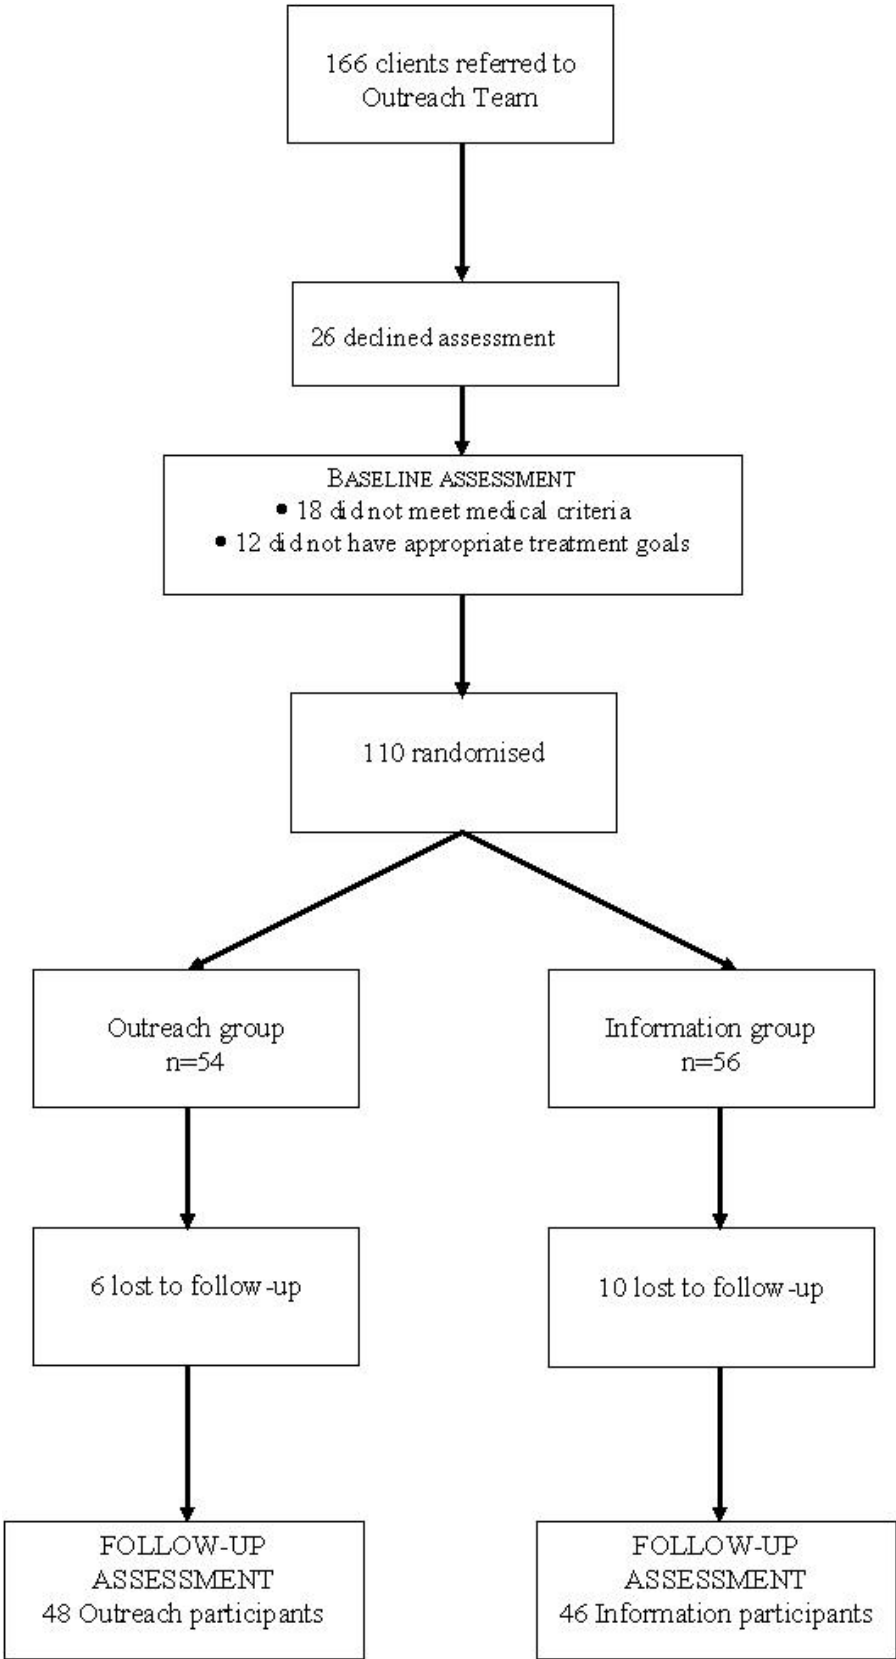 166 clients referred to
Outreach Team
26 declined assessment
BASELINE ASSESSMENT
• 18 did not meet medical criteria
• 12 did not have appropriate treatment goals
110 randomised
Outreach group
n=54
Information group
n=56
6 lost to follow-up
10 lost to follow-up
FOLLOW-UP
ASSESSMENT
48 Outreach participants
FOLLOW-UP
ASSESSMENT
46 Information participants